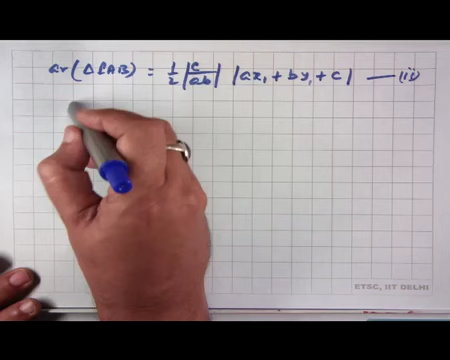 ar(ΔPAB) = 1/2 |c/ab| |ax₁ + by₁ + c| —(ii)
ETSC, IIT DELHI